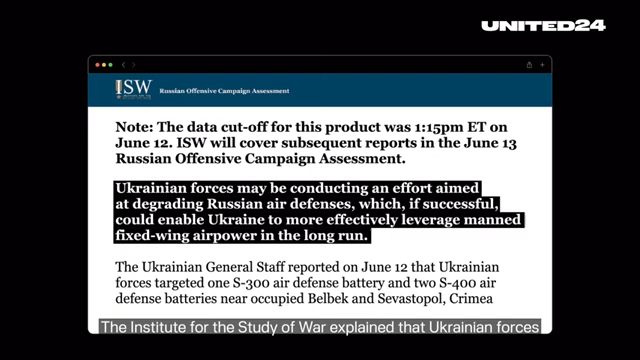 UNITED24
ISW Russian Offensive Campaign Assessment
Note: The data cut-off for this product was 1:15pm ET on
June 12. ISW will cover subsequent reports in the June 13
Russian Offensive Campaign Assessment.
Ukrainian forces may be conducting an effort aimed
at degrading Russian air defenses, which, if successful,
could enable Ukraine to more effectively leverage manned
fixed-wing airpower in the long run.
The Ukrainian General Staff reported on June 12 that Ukrainian
forces targeted one S-300 air defense battery and two S-400 air
defense batteries near occupied Belbek and Sevastopol, Crimea
The Institute for the Study of War explained that Ukrainian forces